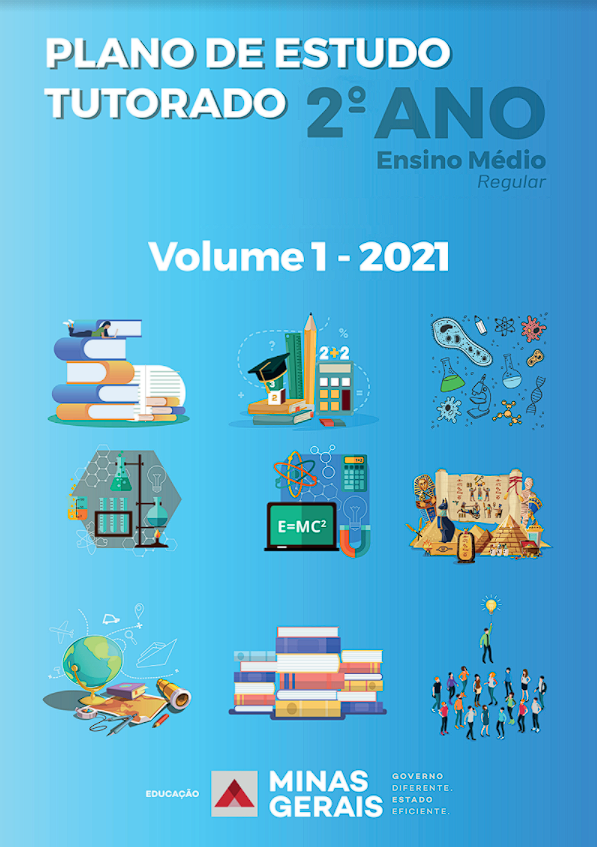 PLANO DE ESTUDO
TUTORADO
2º ANO
Ensino Médio
Regular
Volume 1 - 2021
2+2
?
%
2
E=MC²
EDUCAÇÃO
MINAS
GERAIS
GOVERNO
DIFERENTE.
ESTADO
EFICIENTE.